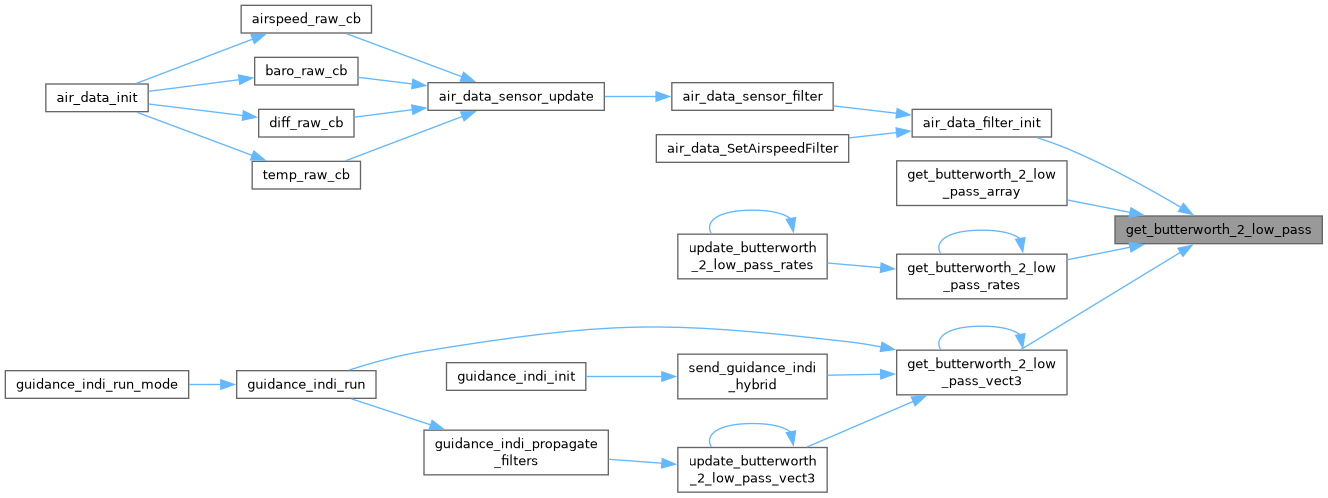 airspeed_raw_cb
baro_raw_cb
air_data_init
air_data_sensor_update
air_data_sensor_filter
diff_raw_cb
air_data_filter_init
air_data_SetAirspeedFilter
temp_raw_cb
get_butterworth_2_low
_pass_array
get_butterworth_2_low_pass
update_butterworth
_2_low_pass_rates
get_butterworth_2_low
_pass_rates
guidance_indi_run_mode
guidance_indi_run
guidance_indi_init
send_guidance_indi
_hybrid
get_butterworth_2_low
_pass_vect3
guidance_indi_propagate
_filters
update_butterworth
_2_low_pass_vect3